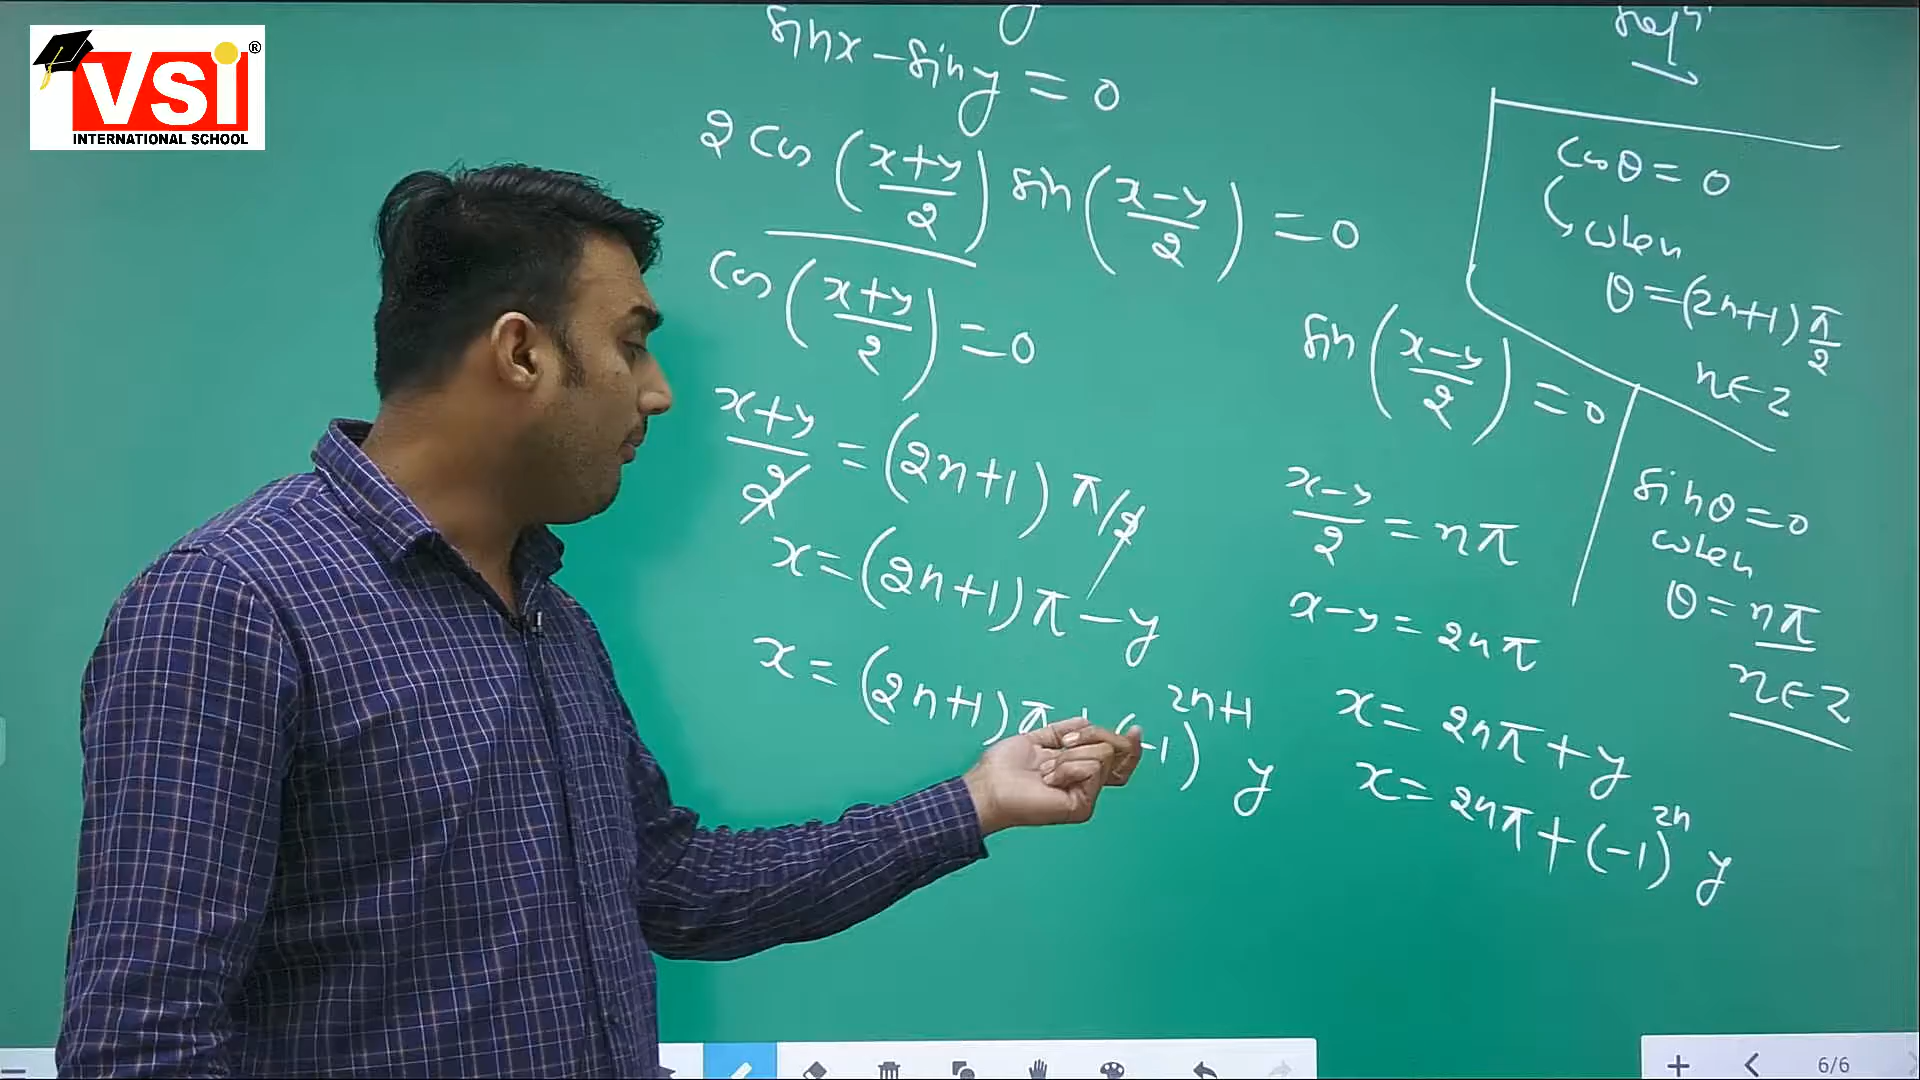 VSI®
INTERNATIONAL SCHOOL
sinx - siny = 0
2 cos (x+y/2) sin (x-y/2) = 0
cos (x+y/2) = 0
x+y/2 = (2n+1) π/2
x = (2n+1)π - y
x = (2n+1)π + (-1)^2n+1 y
sin (x-y/2) = 0
x-y/2 = nπ
x-y = 2nπ
x = 2nπ + y
x = 2nπ + (-1)^2n y
cosθ = 0
when
θ = (2n+1) π/2
n∈Z
sinθ = 0
when
θ = nπ
n∈Z
6/6